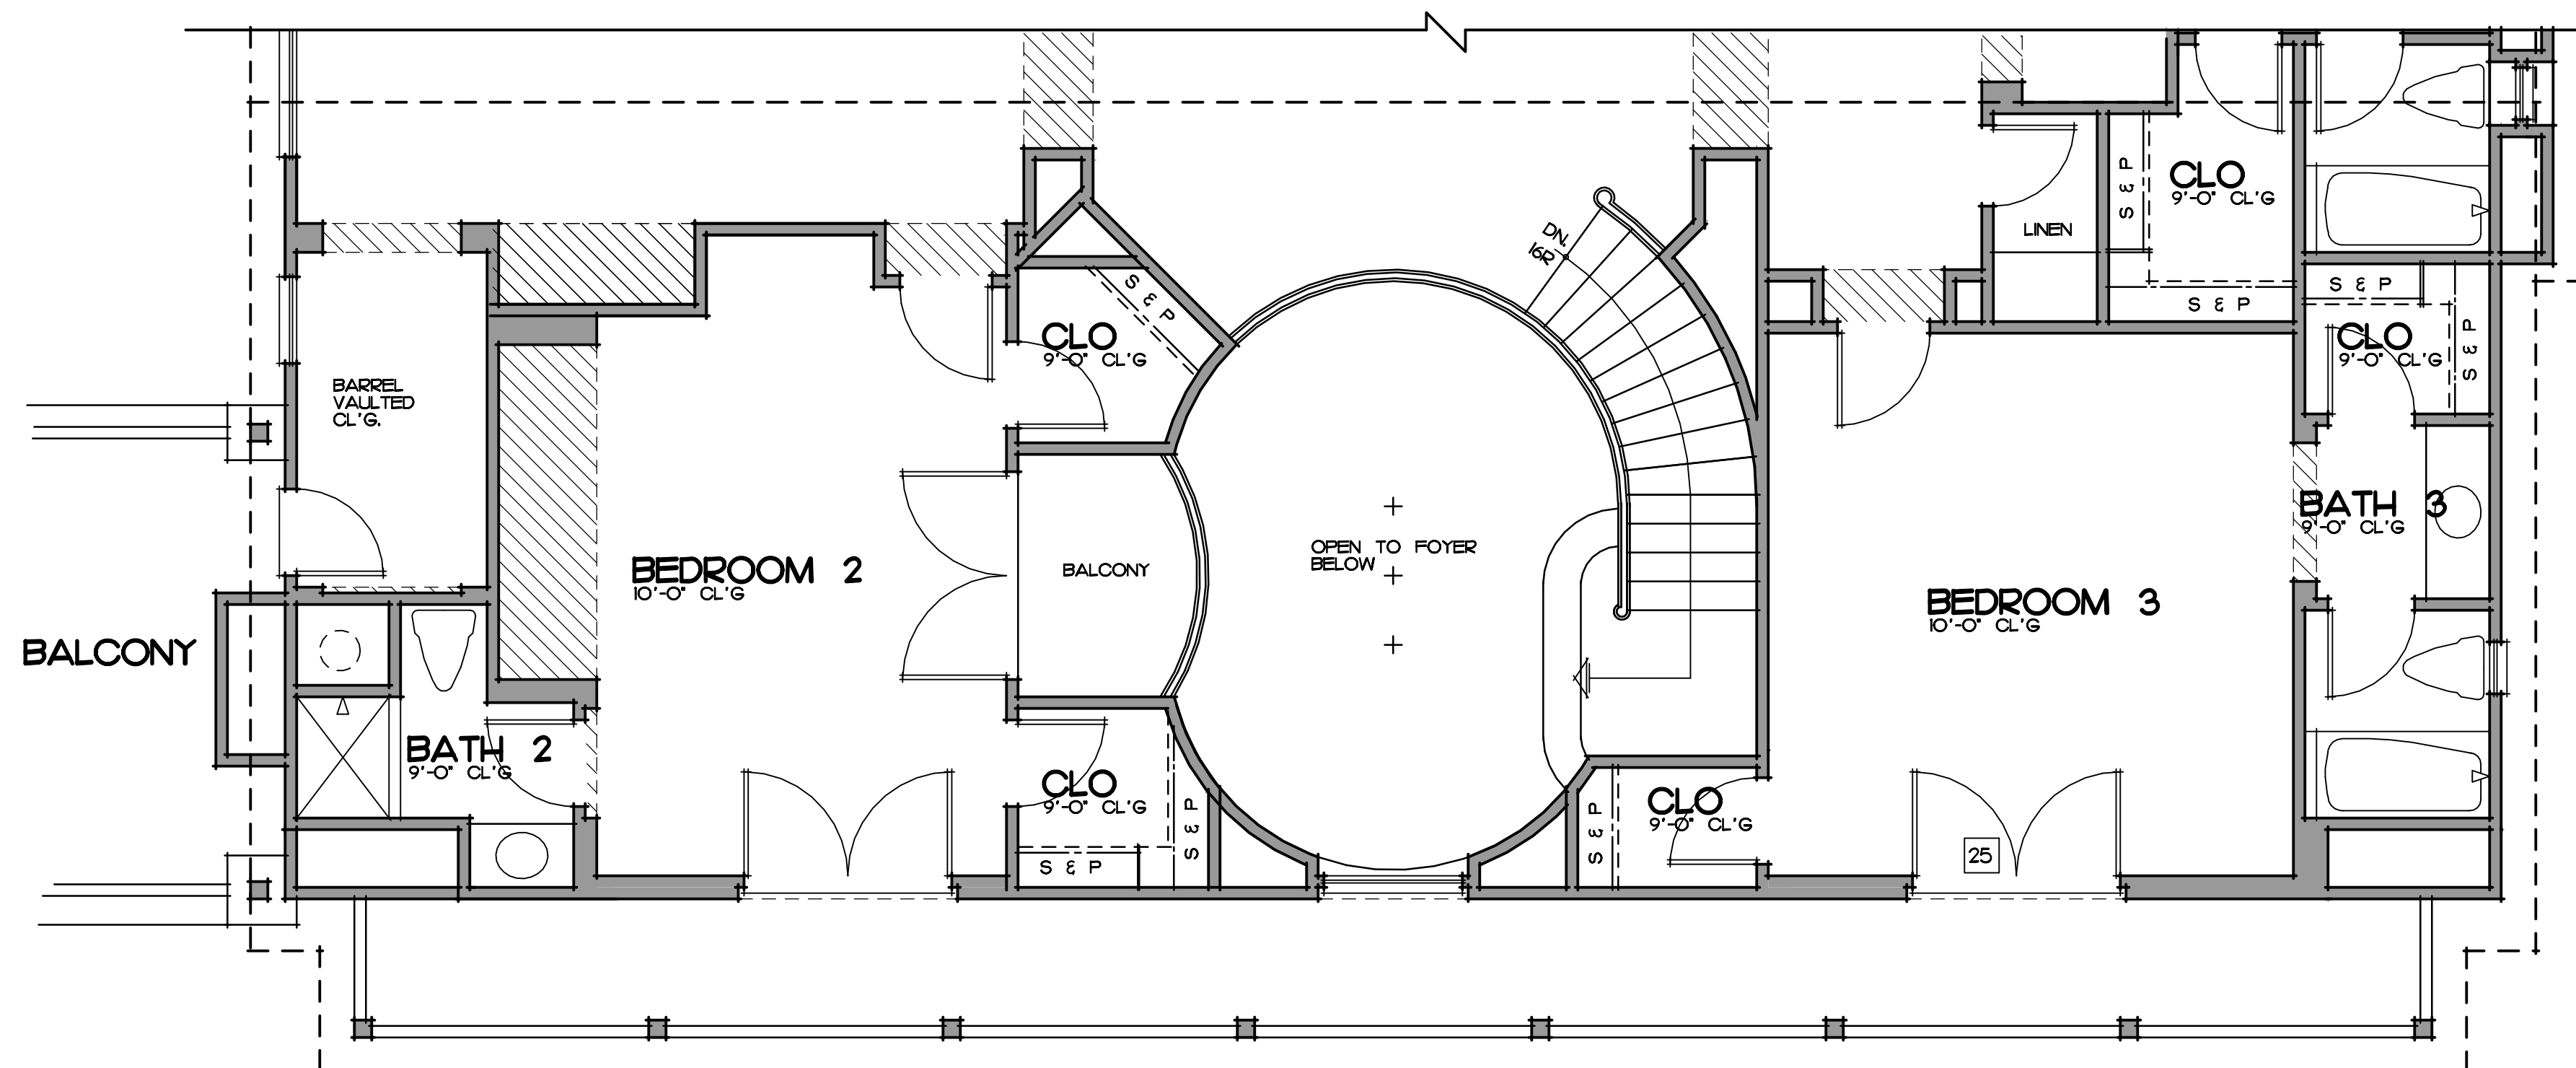 DN.
16R
S & P
CLO
9'-0" CL'G
LINEN
S & P
S & P
S & P
CLO
9'-0" CL'G
S & P
S & P
CLO
9'-0" CL'G
BARREL
VAULTED
CL'G.
BATH 3
9'-0" CL'G
OPEN TO FOYER
BELOW
BALCONY
BEDROOM 2
10'-0" CL'G
BEDROOM 3
10'-0" CL'G
BALCONY
BATH 2
9'-0" CL'G
CLO
9'-0" CL'G
S & P
S & P
S & P
CLO
9'-0" CL'G
25